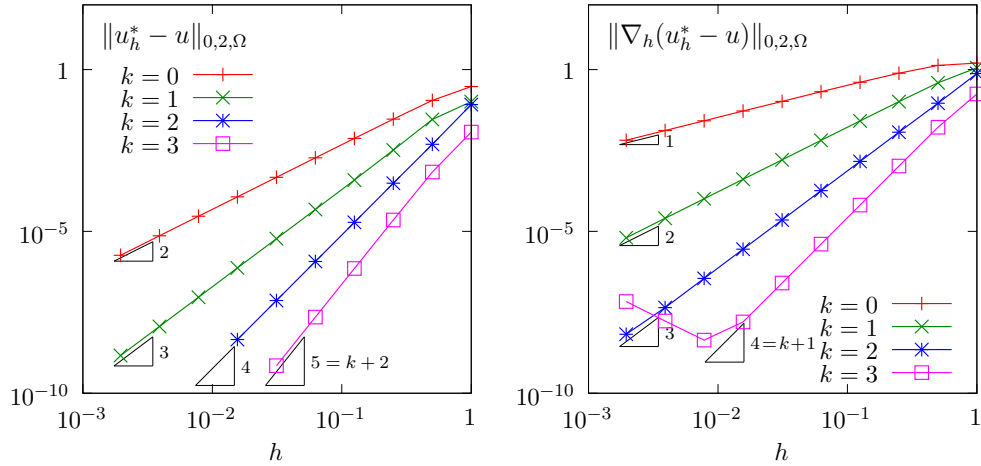 ‖u*_h − u‖_{0,2,Ω}
k = 0
k = 1
k = 2
k = 3
1
10^{−5}
10^{−10}
2
3
4
5 = k + 2
10^{−3}
10^{−2}
10^{−1}
1
h
‖∇_h(u*_h − u)‖_{0,2,Ω}
1
10^{−5}
10^{−10}
1
2
3
4 = k+1
k = 0
k = 1
k = 2
k = 3
10^{−3}
10^{−2}
10^{−1}
1
h